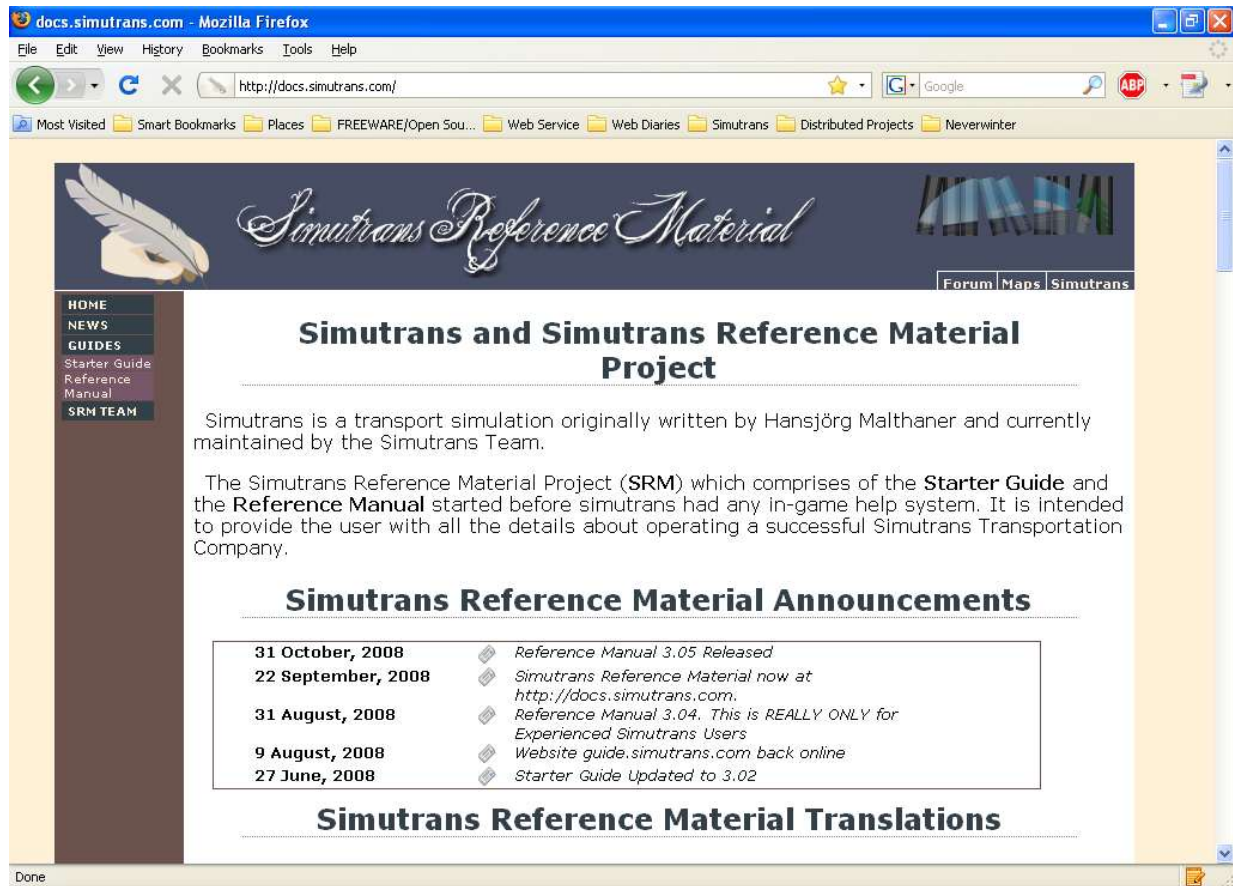 docs.simutrans.com - Mozilla Firefox
File Edit View History Bookmarks Tools Help
http://docs.simutrans.com/
G Google
ABP
Most Visited Smart Bookmarks Places FREEWARE/Open Sou... Web Service Web Diaries Simutrans Distributed Projects Neverwinter
Simutrans Reference Material
Forum Maps Simutrans
HOME
NEWS
GUIDES
Starter Guide
Reference
Manual
SRM TEAM
Simutrans and Simutrans Reference Material
Project
Simutrans is a transport simulation originally written by Hansjörg Malthaner and currently
maintained by the Simutrans Team.
The Simutrans Reference Material Project (SRM) which comprises of the Starter Guide and
the Reference Manual started before simutrans had any in-game help system. It is intended
to provide the user with all the details about operating a successful Simutrans Transportation
Company.
Simutrans Reference Material Announcements
31 October, 2008 Reference Manual 3.05 Released
22 September, 2008 Simutrans Reference Material now at
http://docs.simutrans.com.
31 August, 2008 Reference Manual 3.04. This is REALLY ONLY for
Experienced Simutrans Users
9 August, 2008 Website guide.simutrans.com back online
27 June, 2008 Starter Guide Updated to 3.02
Simutrans Reference Material Translations
Done